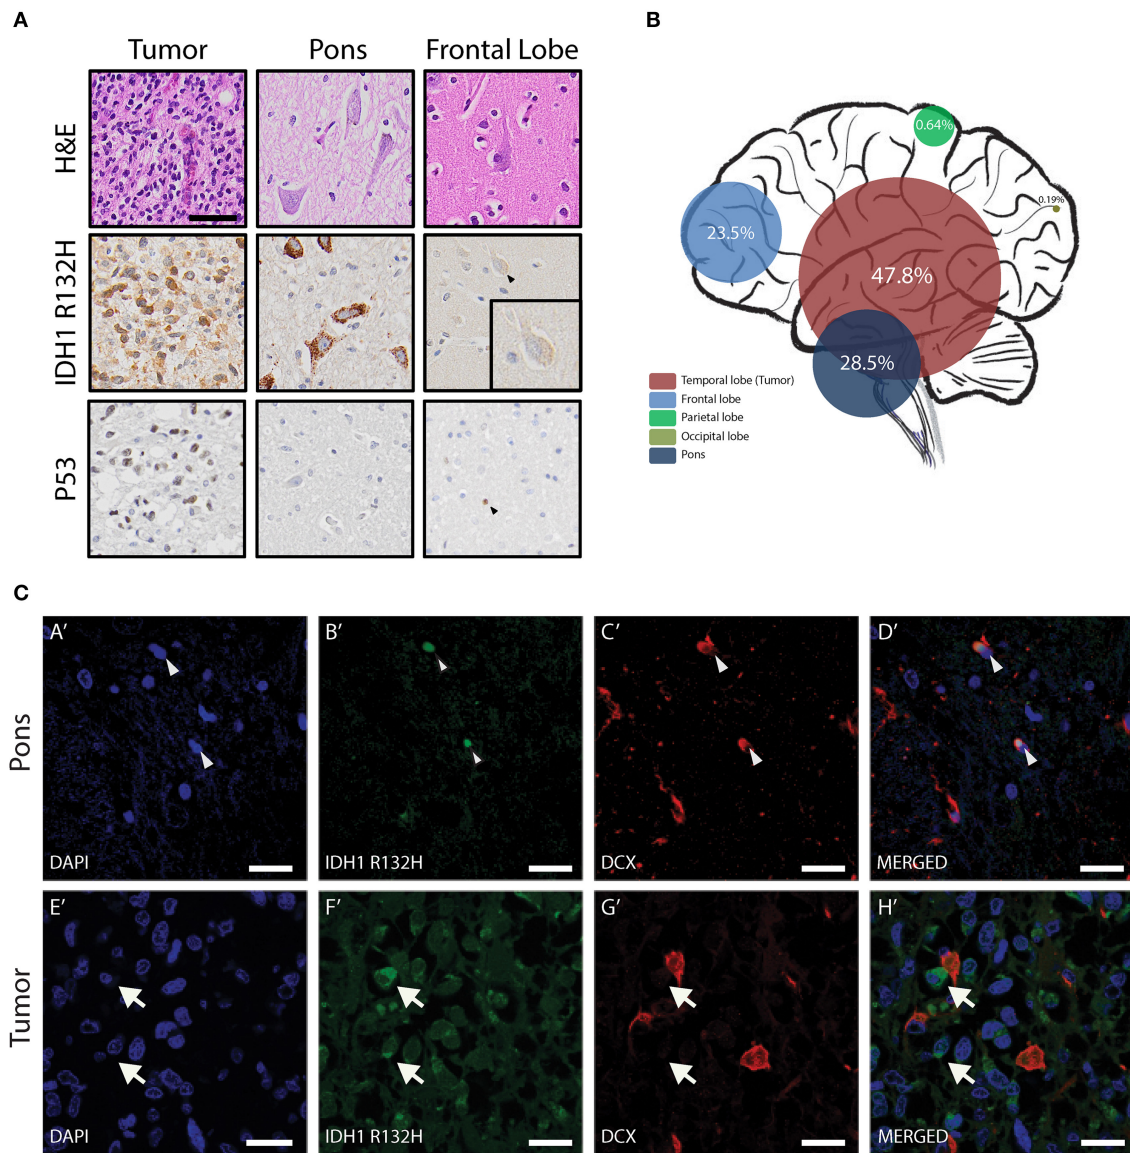 A
Tumor Pons Frontal Lobe
H&E
IDH1 R132H
P53
B
0.64%
0.19%
23.5%
47.8%
28.5%
Temporal lobe (Tumor)
Frontal lobe
Parietal lobe
Occipital lobe
Pons
C
Pons
A′ B′ C′ D′
DAPI IDH1 R132H DCX MERGED
Tumor
E′ F′ G′ H′
DAPI IDH1 R132H DCX MERGED